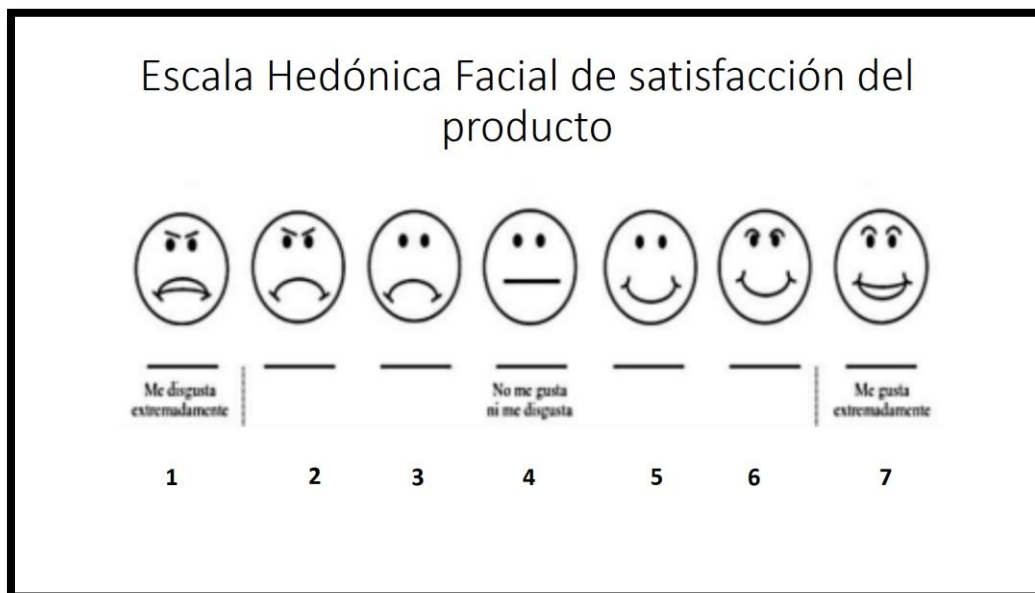 Escala Hedónica Facial de satisfacción del
producto
Me disgusta
extremadamente
No me gusta
ni me disgusta
Me gusta
extremadamente
1 2 3 4 5 6 7